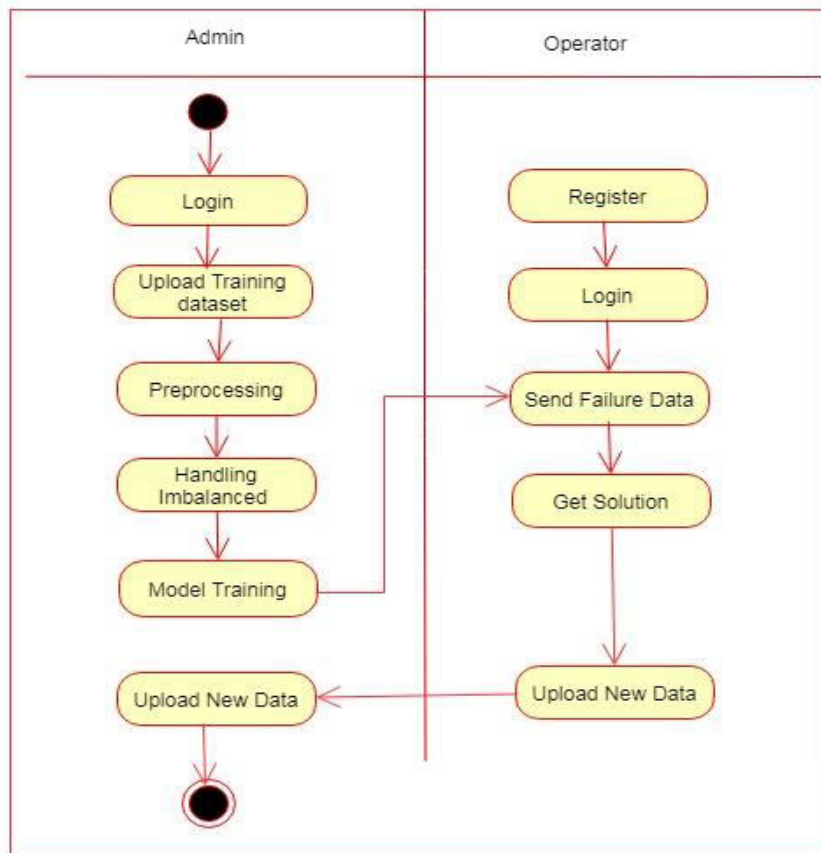 Admin
Operator
Login
Upload Training
dataset
Preprocessing
Handling
Imbalanced
Model Training
Upload New Data
Register
Login
Send Failure Data
Get Solution
Upload New Data